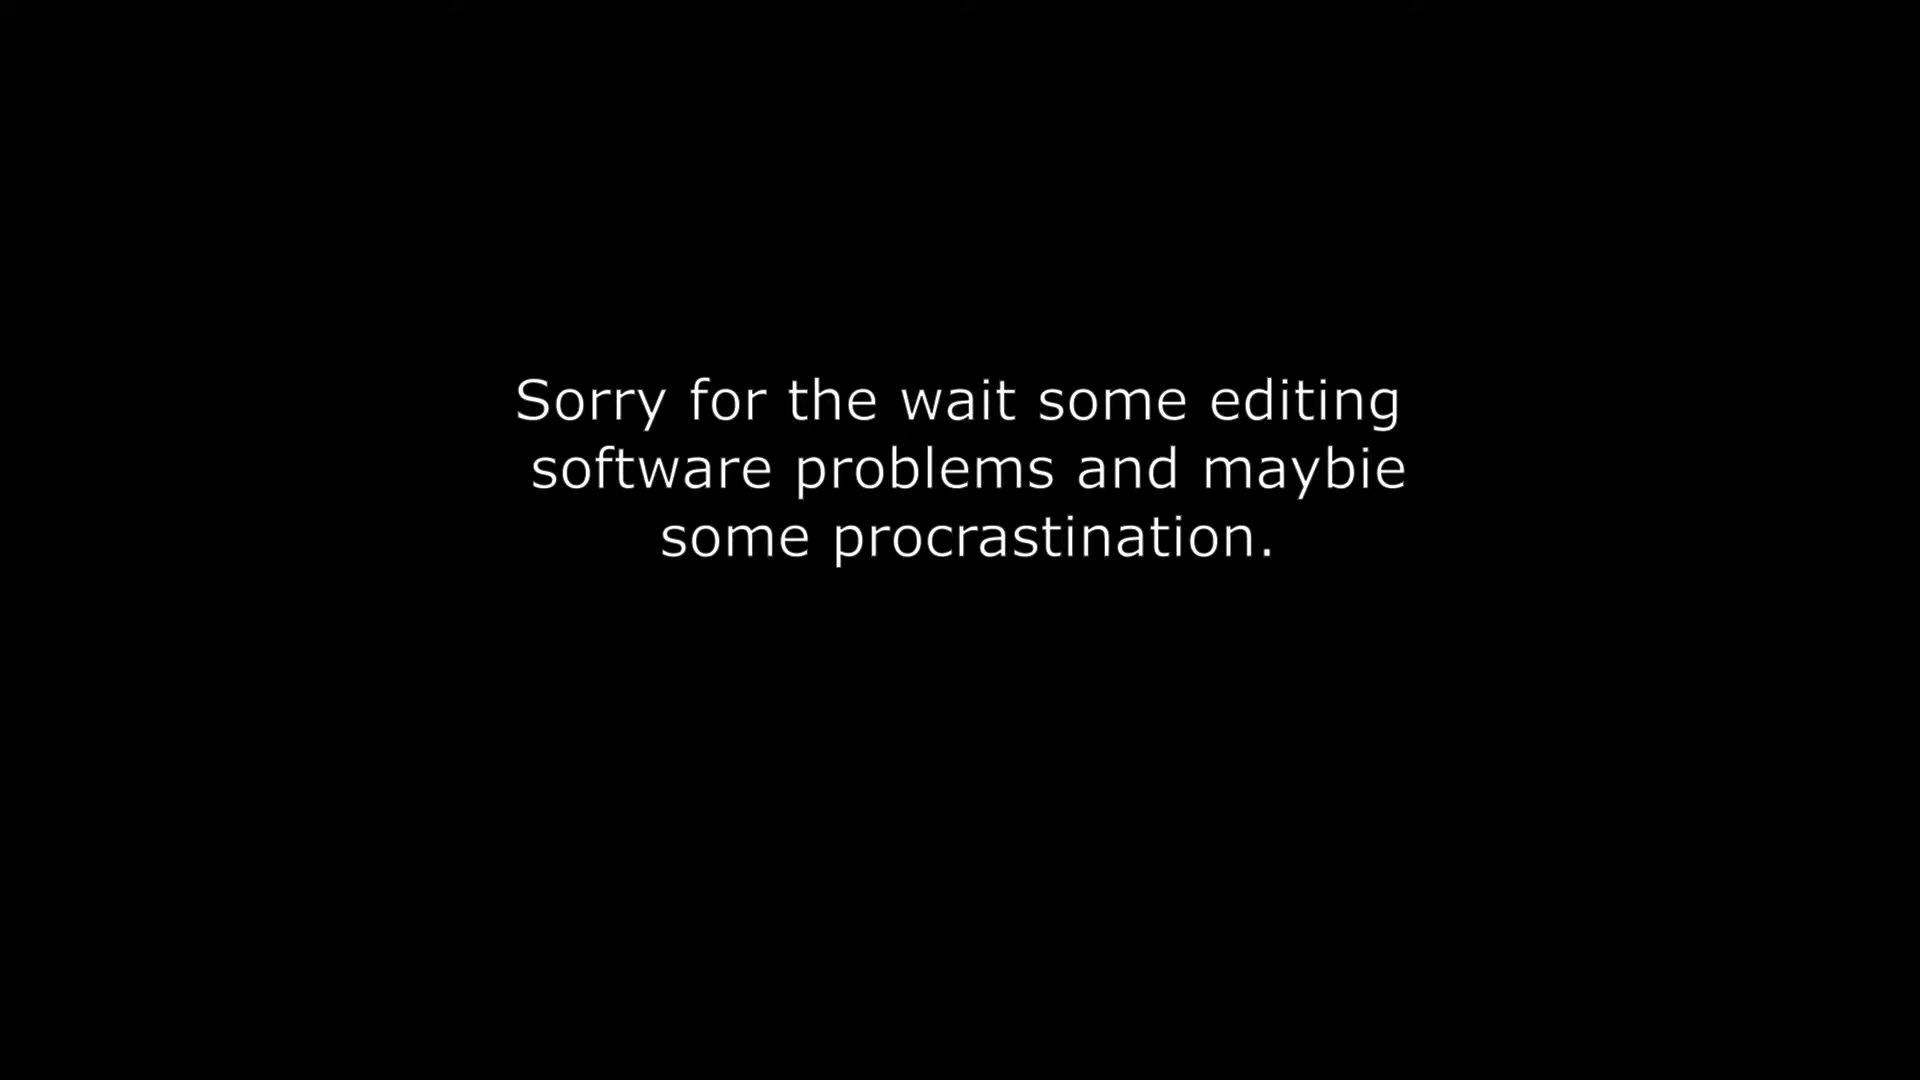 Sorry for the wait some editing
software problems and maybie
some procrastination.